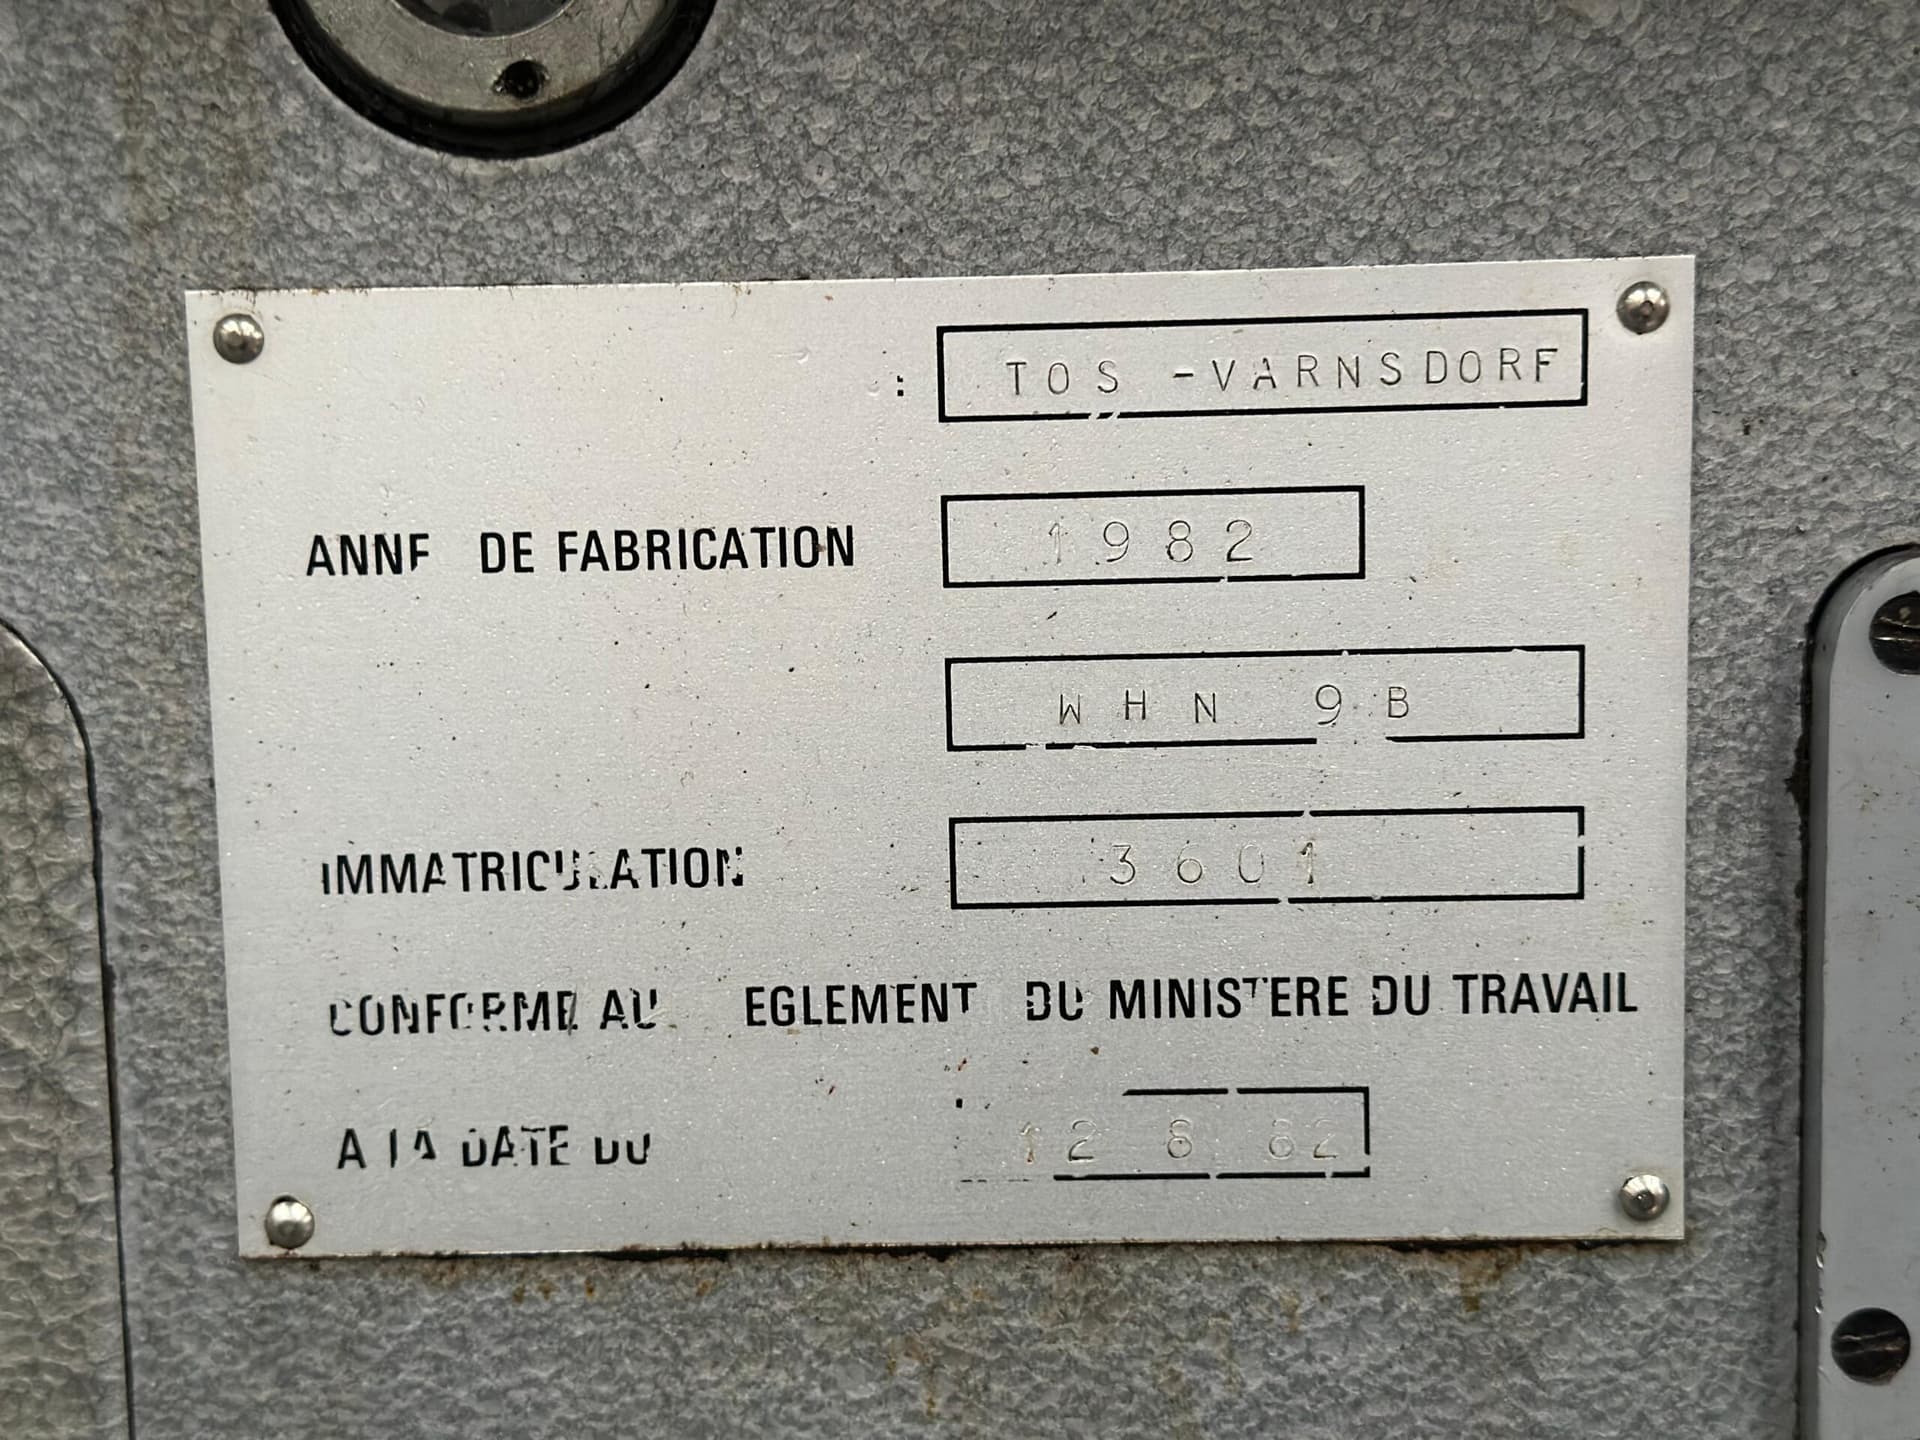 : TOS -VARNSDORF
ANNE DE FABRICATION 1982
WHN 9B
IMMATRICULATION 3601
CONFORME AU EGLEMENT DU MINISTERE DU TRAVAIL
A LA DATE DU 12 8 82